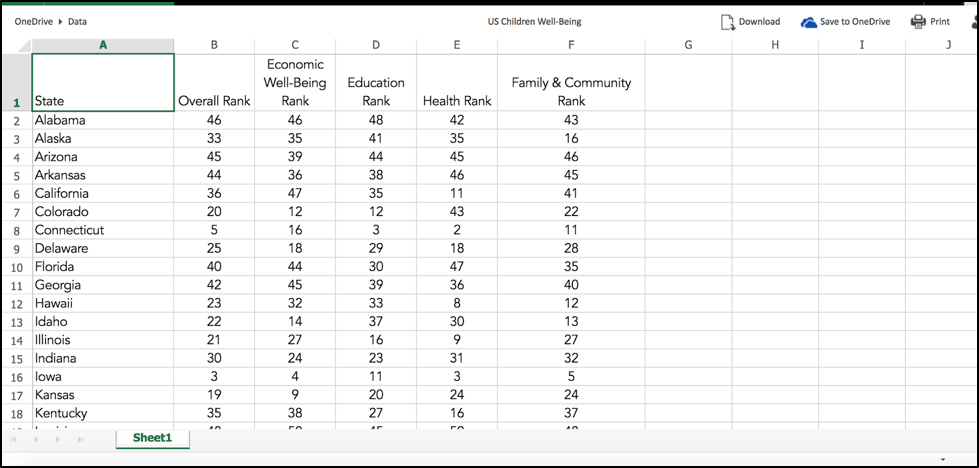 OneDrive ▸ Data US Children Well-Being Download Save to OneDrive Print
A B C D E F G H I J
1 State Overall Rank Economic Well-Being Rank Education Rank Health Rank Family & Community Rank
2 Alabama 46 46 48 42 43
3 Alaska 33 35 41 35 16
4 Arizona 45 39 44 45 46
5 Arkansas 44 36 38 46 45
6 California 36 47 35 11 41
7 Colorado 20 12 12 43 22
8 Connecticut 5 16 3 2 11
9 Delaware 25 18 29 18 28
10 Florida 40 44 30 47 35
11 Georgia 42 45 39 36 40
12 Hawaii 23 32 33 8 12
13 Idaho 22 14 37 30 13
14 Illinois 21 27 16 9 27
15 Indiana 30 24 23 31 32
16 Iowa 3 4 11 3 5
17 Kansas 19 9 20 24 24
18 Kentucky 35 38 27 16 37
Sheet1